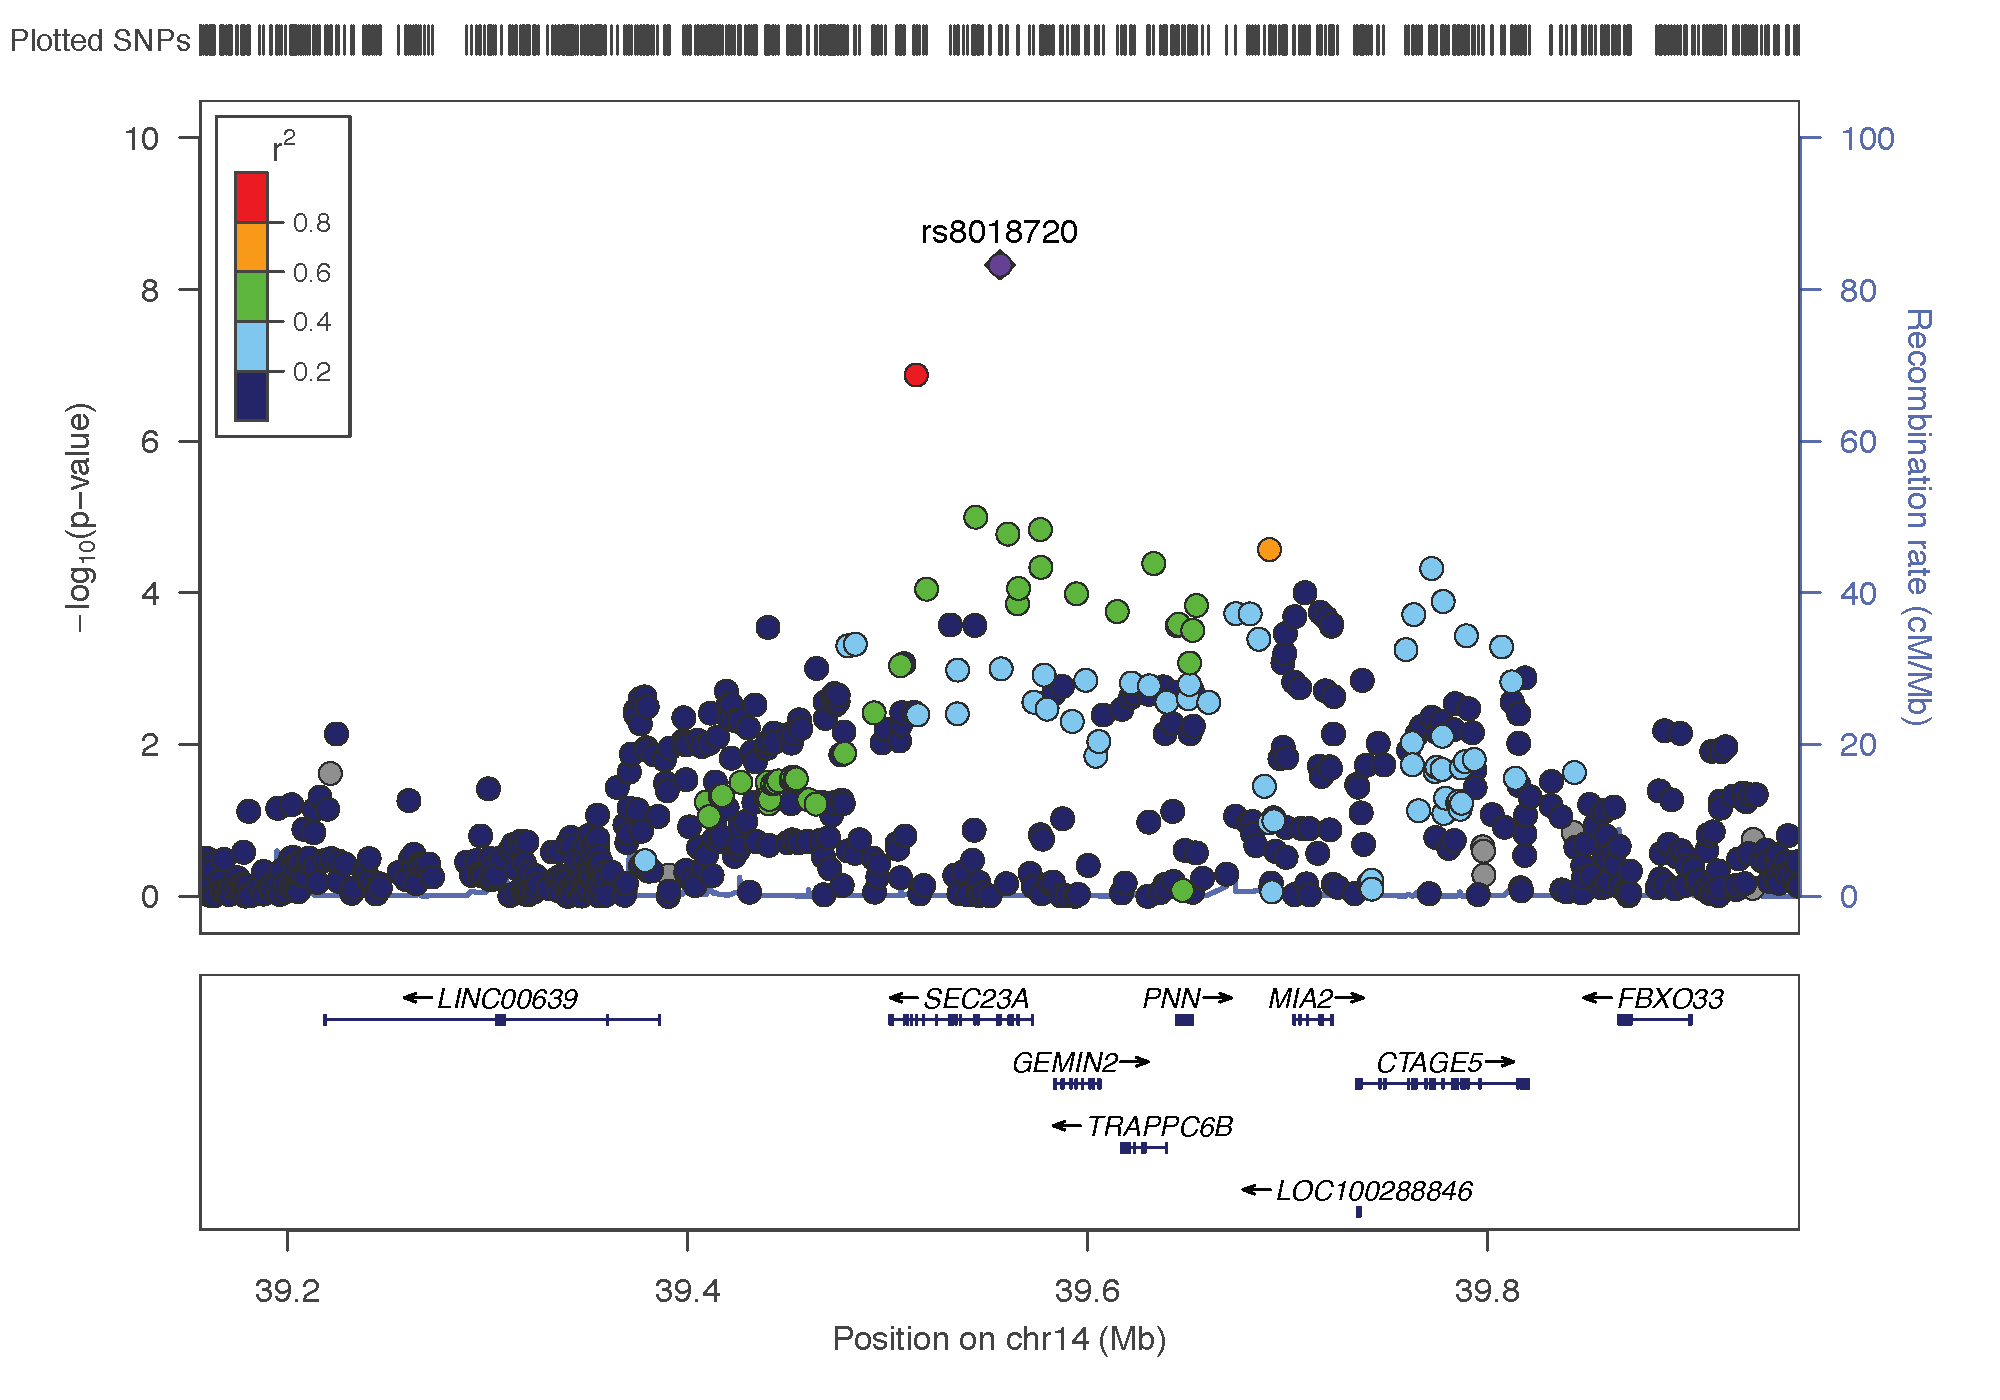 Plotted SNPs
10
8
6
4
2
0
−log10(p−value)
r2
0.8
0.6
0.4
0.2
rs8018720
100
80
60
40
20
0
Recombination rate (cM/Mb)
LINC00639
SEC23A
PNN
MIA2
FBXO33
GEMIN2
CTAGE5
TRAPPC6B
LOC100288846
39.2
39.4
39.6
39.8
Position on chr14 (Mb)